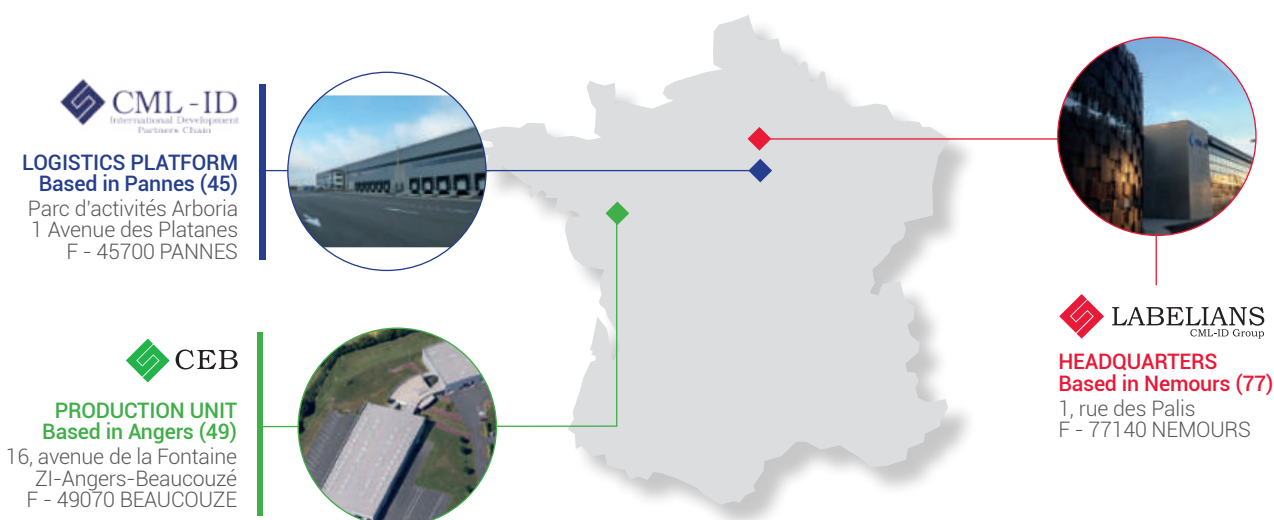 CML-ID
International Development
Partners Chain
LOGISTICS PLATFORM
Based in Pannes (45)
Parc d'activités Arboria
1 Avenue des Platanes
F - 45700 PANNES
CEB
PRODUCTION UNIT
Based in Angers (49)
16, avenue de la Fontaine
ZI-Angers-Beaucouzé
F - 49070 BEAUCOUZE
LABELIANS
CML-ID Group
HEADQUARTERS
Based in Nemours (77)
1, rue des Palis
F - 77140 NEMOURS